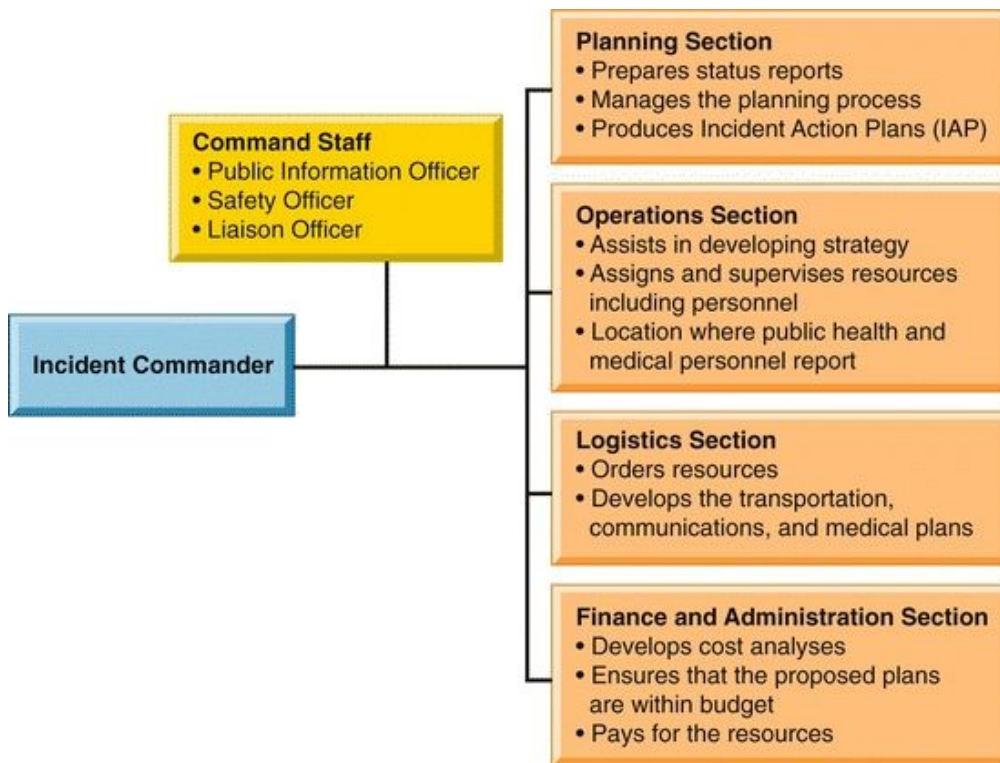 Incident Commander
Command Staff
• Public Information Officer
• Safety Officer
• Liaison Officer
Planning Section
• Prepares status reports
• Manages the planning process
• Produces Incident Action Plans (IAP)
Operations Section
• Assists in developing strategy
• Assigns and supervises resources
including personnel
• Location where public health and
medical personnel report
Logistics Section
• Orders resources
• Develops the transportation,
communications, and medical plans
Finance and Administration Section
• Develops cost analyses
• Ensures that the proposed plans
are within budget
• Pays for the resources